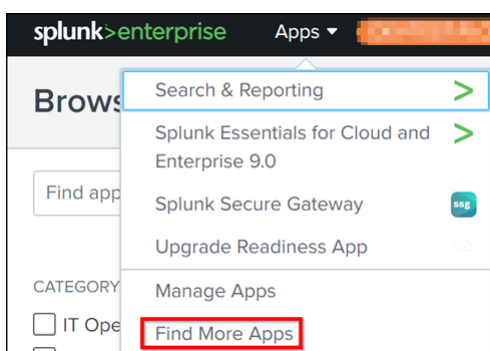 splunk>enterprise Apps ▾
Brows
Search & Reporting >
Splunk Essentials for Cloud and
Enterprise 9.0 >
Find app
Splunk Secure Gateway ssg
Upgrade Readiness App
CATEGORY
Manage Apps
IT Ope
Find More Apps